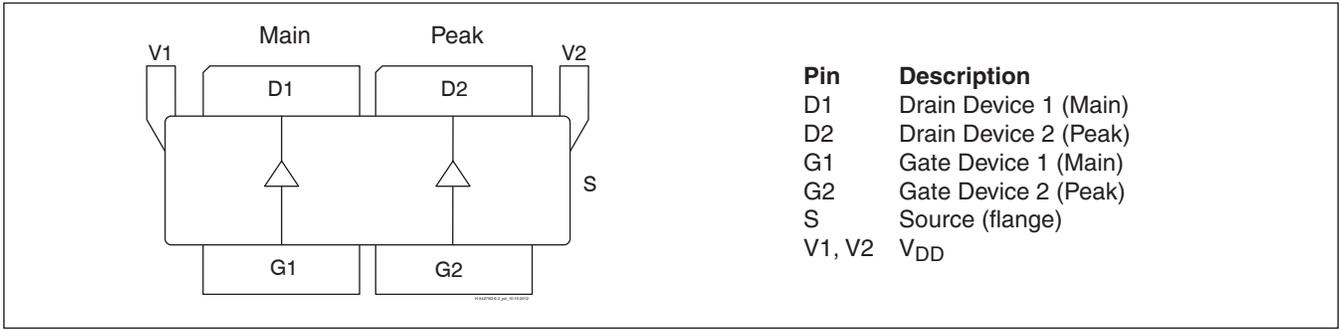 Main Peak
V1 V2
D1 D2
S
G1 G2
Pin Description
D1 Drain Device 1 (Main)
D2 Drain Device 2 (Peak)
G1 Gate Device 1 (Main)
G2 Gate Device 2 (Peak)
S Source (flange)
V1, V2 VDD